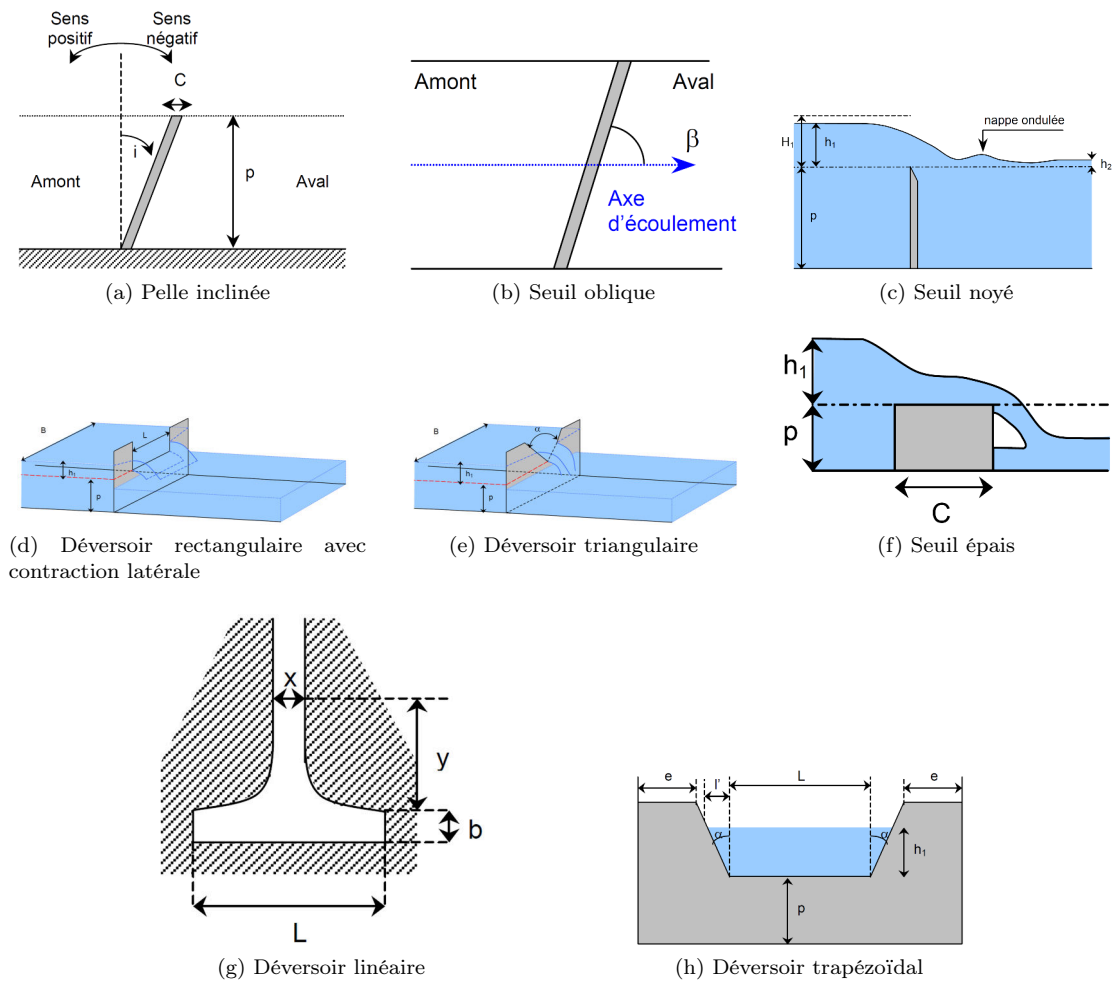 Sens
positif
Sens
négatif
C
i
p
Amont
Aval
(a) Pelle inclinée
Amont
Aval
β
Axe
d'écoulement
(b) Seuil oblique
nappe ondulée
H₁
h₁
h₂
p
(c) Seuil noyé
B
L
h₁
p
(d) Déversoir rectangulaire avec
contraction latérale
B
α
h₁
p
(e) Déversoir triangulaire
h₁
p
C
(f) Seuil épais
x
y
b
L
(g) Déversoir linéaire
e
l'
L
e
α
α
h₁
p
(h) Déversoir trapézoïdal